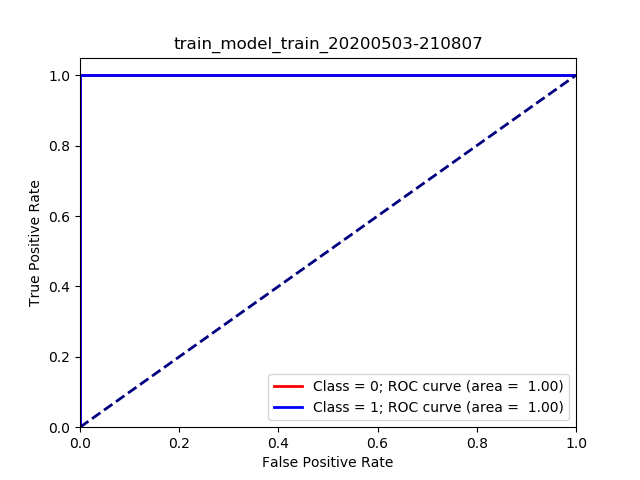 train_model_train_20200503-210807
True Positive Rate
1.0
0.8
0.6
0.4
0.2
0.0
Class = 0; ROC curve (area =  1.00)
Class = 1; ROC curve (area =  1.00)
0.0 0.2 0.4 0.6 0.8 1.0
False Positive Rate